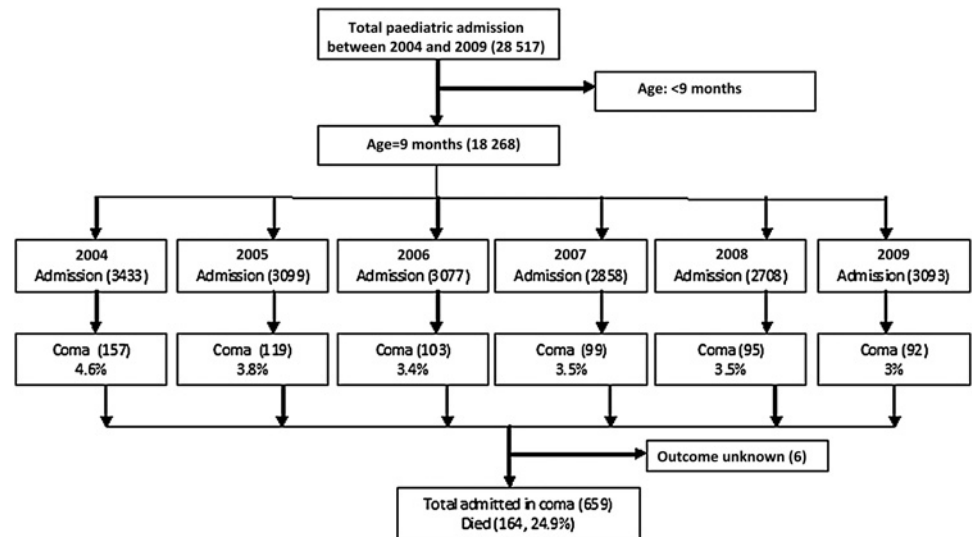 Total paediatric admission
between 2004 and 2009 (28 517)
Age: <9 months
Age=9 months (18 268)
2004
Admission (3433)
2005
Admission (3099)
2006
Admission (3077)
2007
Admission (2858)
2008
Admission (2708)
2009
Admission (3093)
Coma (157)
4.6%
Coma (119)
3.8%
Coma (103)
3.4%
Coma (99)
3.5%
Coma (95)
3.5%
Coma (92)
3%
Outcome unknown (6)
Total admitted in coma (659)
Died (164, 24.9%)